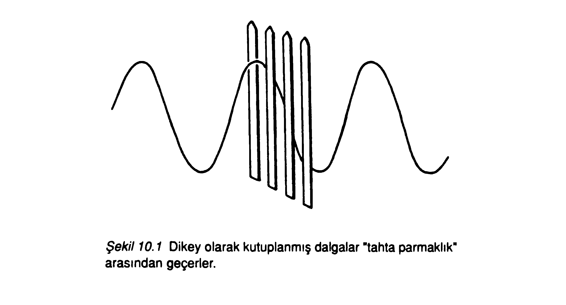 Şekil 10.1 Dikey olarak kutuplanmış dalgalar "tahta parmaklık"
arasından geçerler.